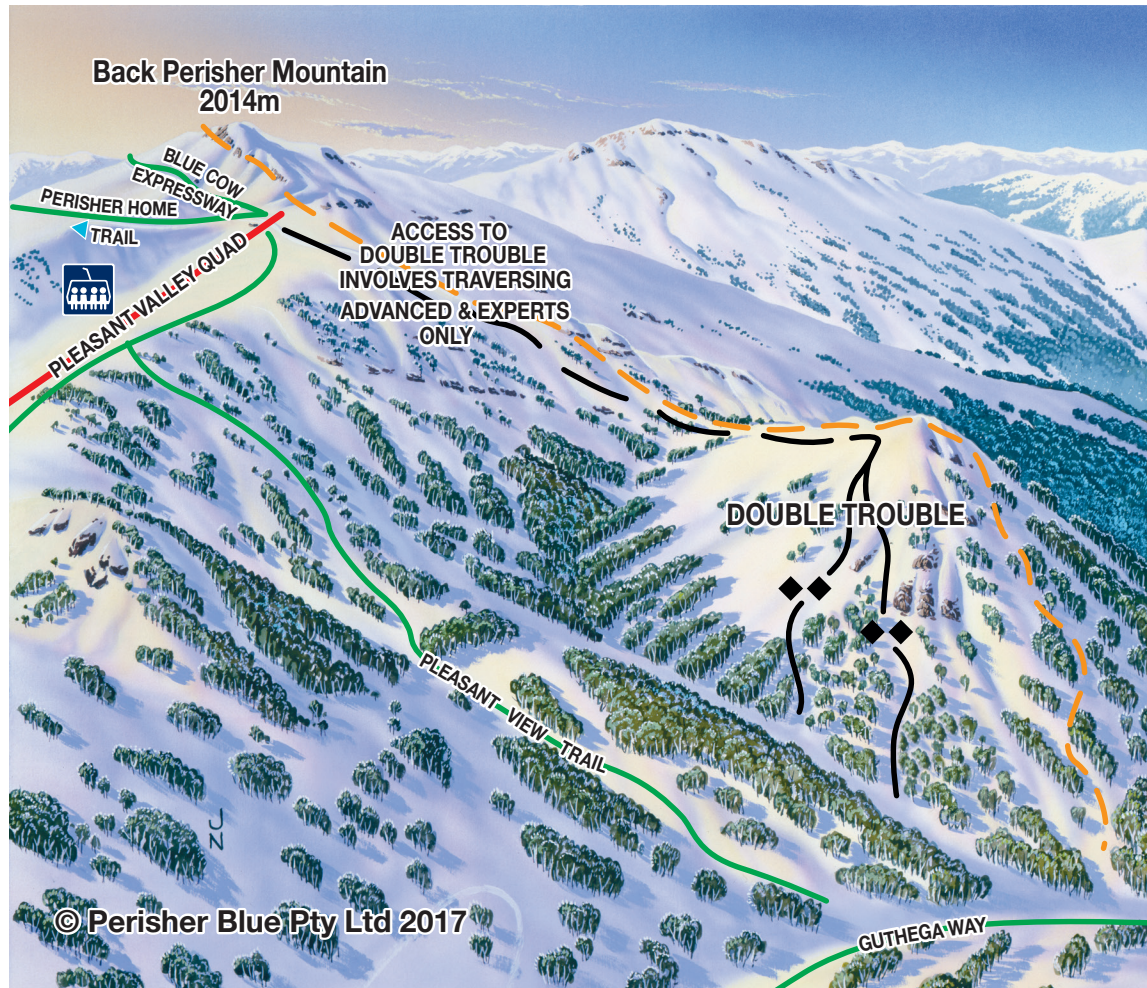 Back Perisher Mountain
2014m
BLUE COW
EXPRESSWAY
PERISHER HOME
TRAIL
PLEASANT VALLEY QUAD
ACCESS TO
DOUBLE TROUBLE
INVOLVES TRAVERSING
ADVANCED & EXPERTS
ONLY
DOUBLE TROUBLE
PLEASANT VIEW TRAIL
© Perisher Blue Pty Ltd 2017
GUTHEGA WAY